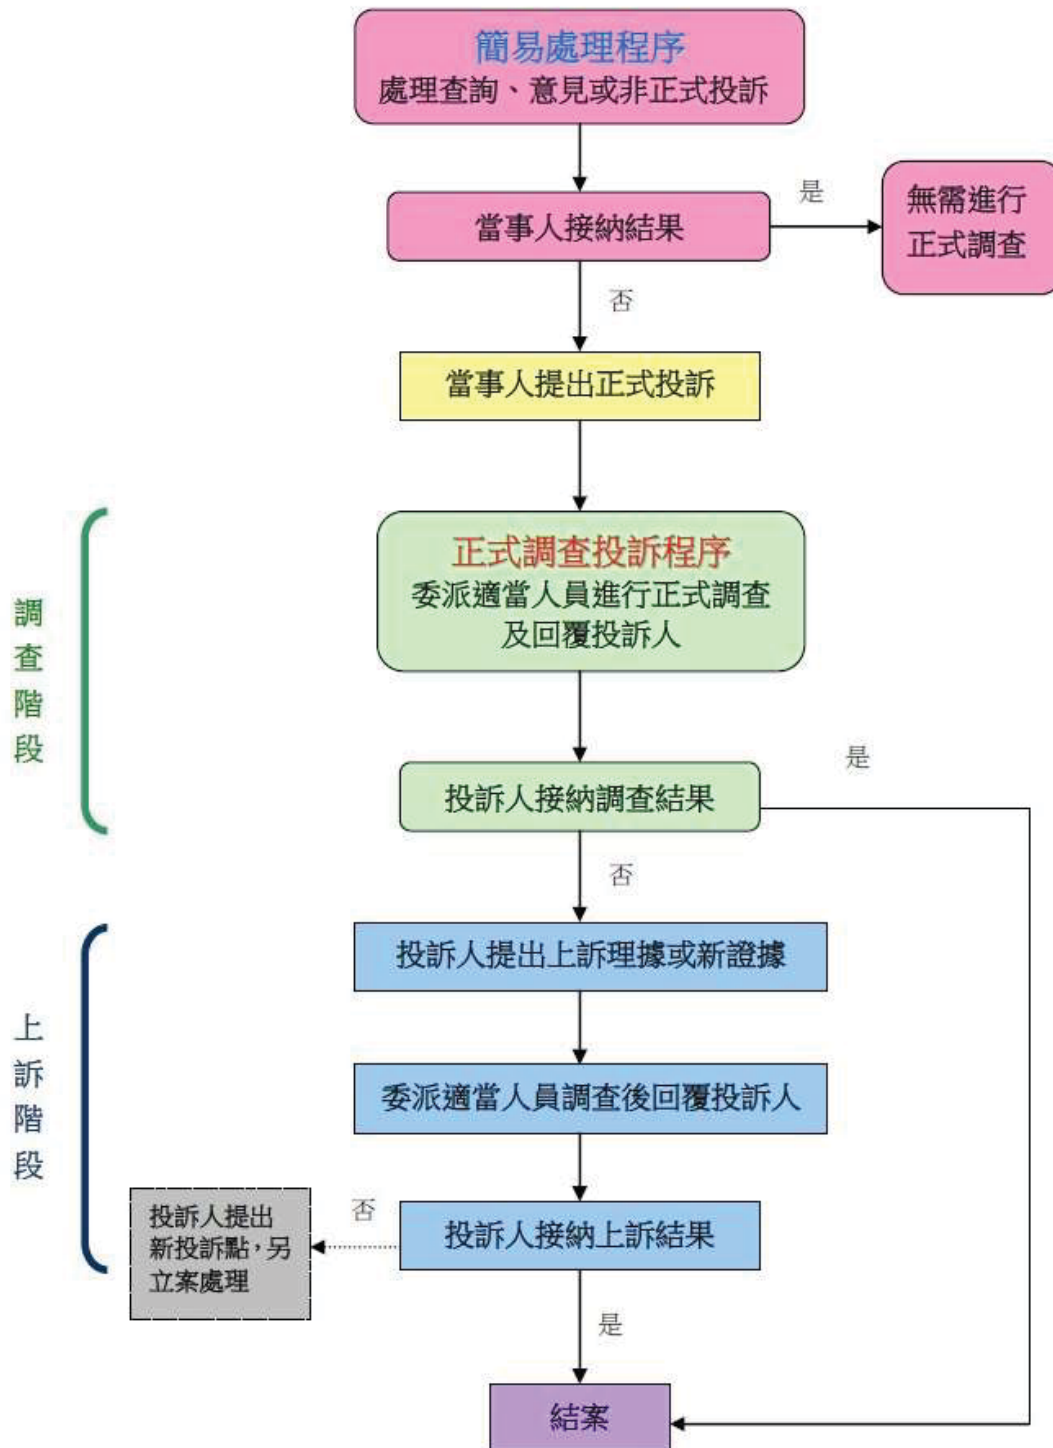 簡易處理程序
處理查詢、意見或非正式投訴
當事人接納結果
是
無需進行
正式調查
否
當事人提出正式投訴
調查階段
正式調查投訴程序
委派適當人員進行正式調查
及回覆投訴人
投訴人接納調查結果
是
否
上訴階段
投訴人提出上訴理據或新證據
委派適當人員調查後回覆投訴人
投訴人接納上訴結果
否
投訴人提出
新投訴點，另
立案處理
是
結案